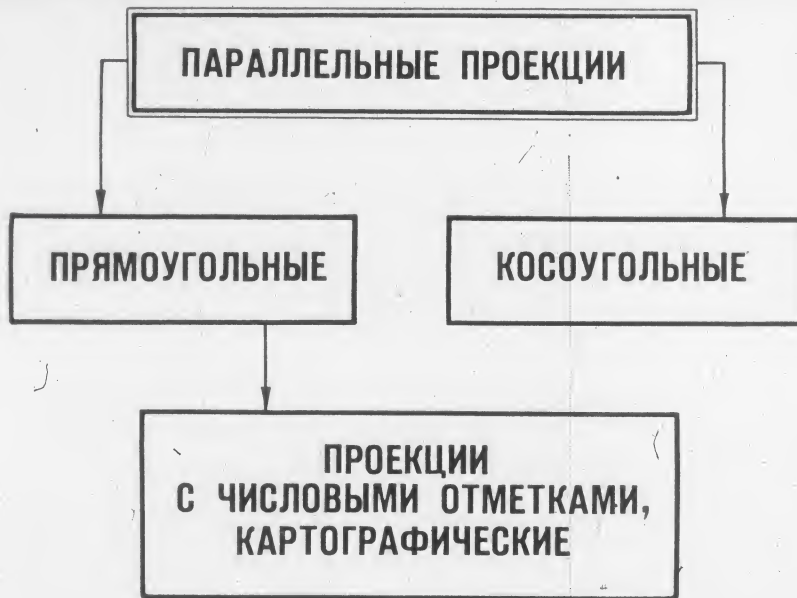 ПАРАЛЛЕЛЬНЫЕ ПРОЕКЦИИ
ПРЯМОУГОЛЬНЫЕ
КОСОУГОЛЬНЫЕ
ПРОЕКЦИИ
С ЧИСЛОВЫМИ ОТМЕТКАМИ,
КАРТОГРАФИЧЕСКИЕ